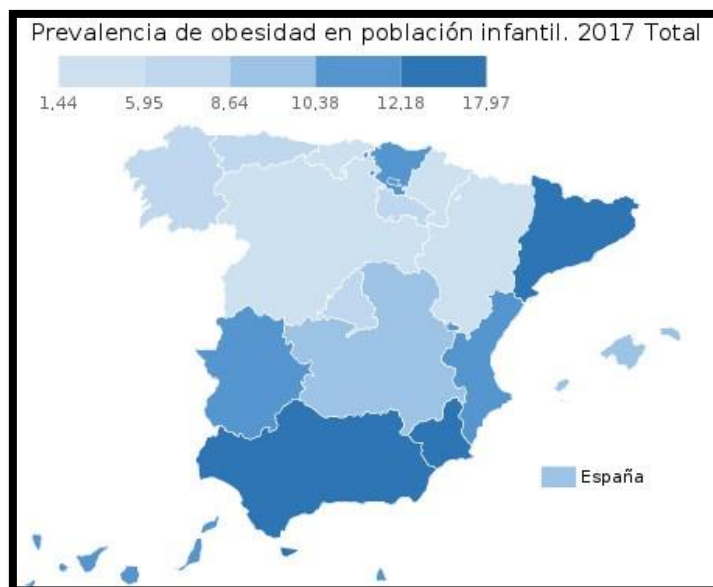 Prevalencia de obesidad en población infantil. 2017 Total
1,44 5,95 8,64 10,38 12,18 17,97
España